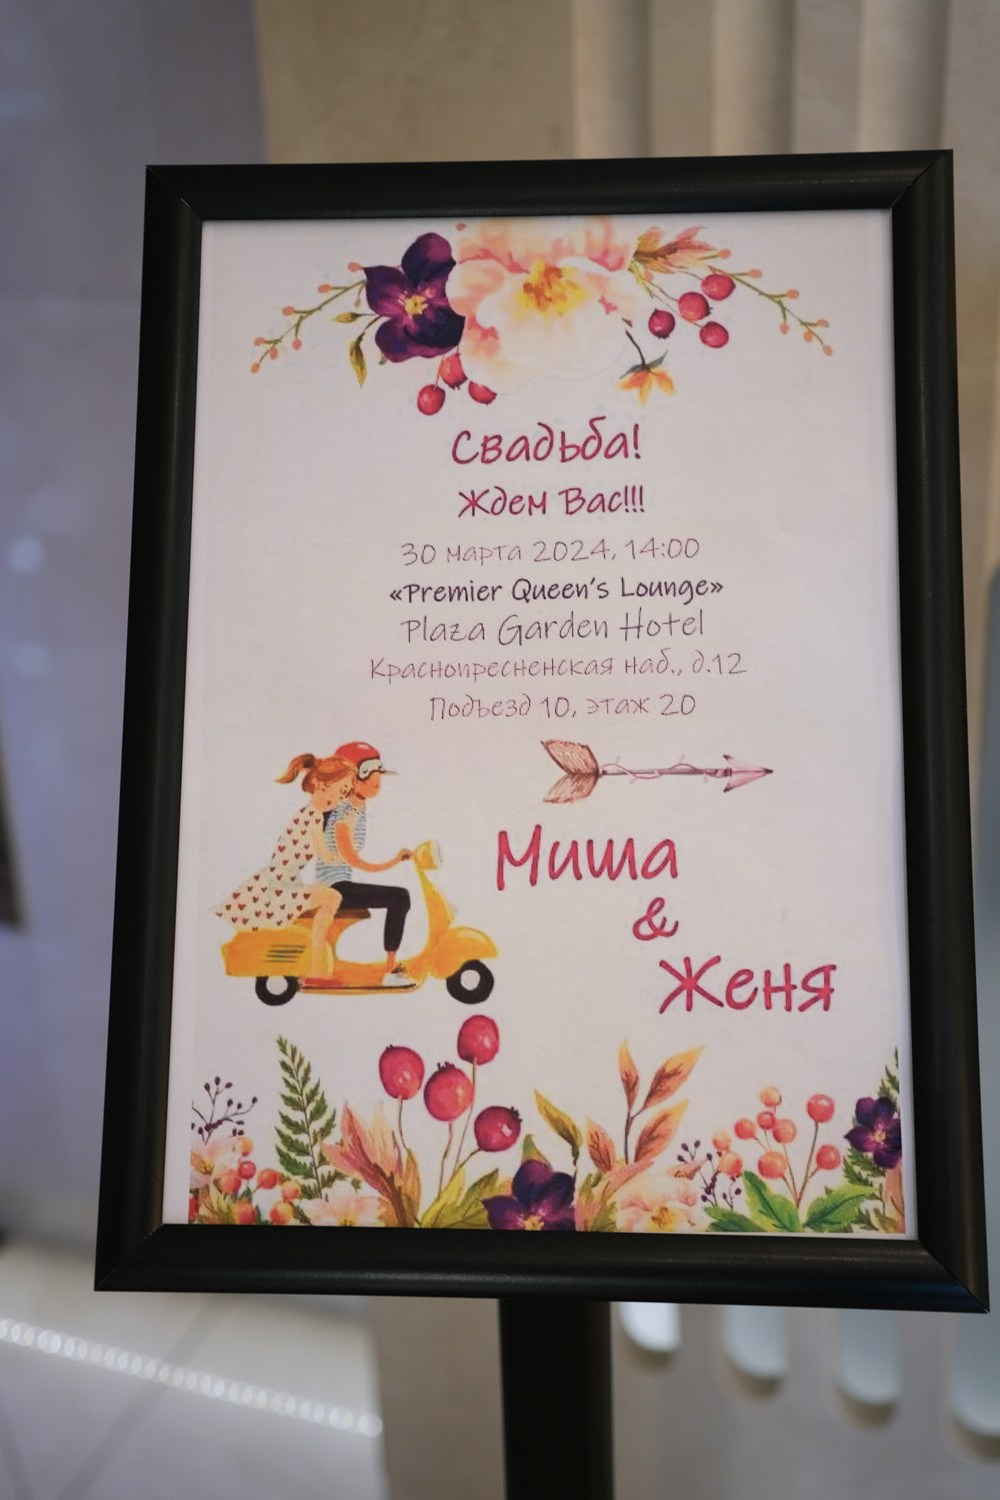 Свадьба!
Ждем Вас!!!
30 марта 2024, 14:00
«Premier Queen's Lounge»
Plaza Garden Hotel
Краснопресненская наб., д.12
Подъезд 10, этаж 20
Миша
&
Женя